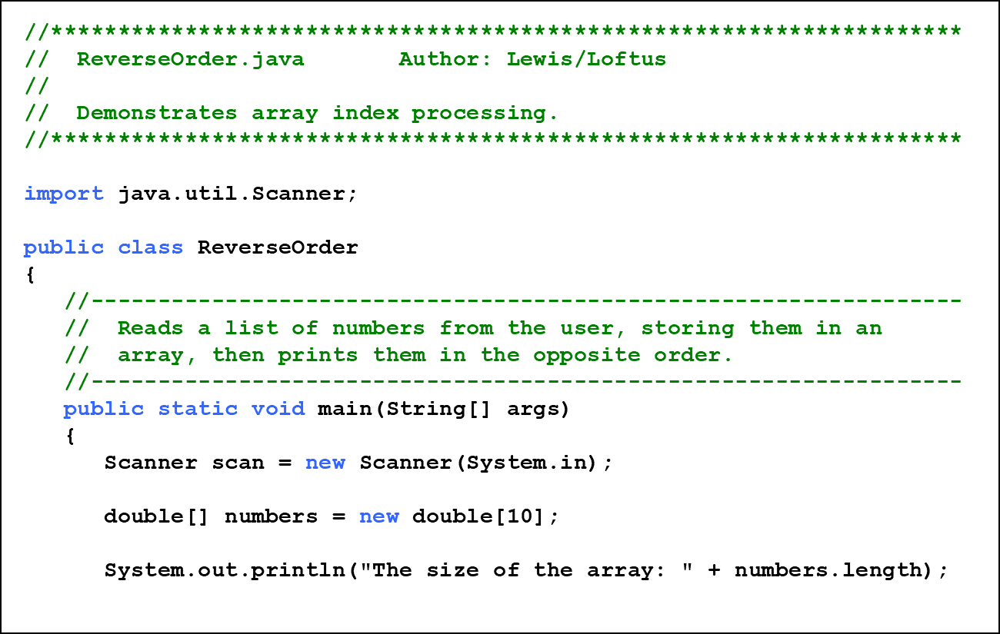 //********************************************************************
//  ReverseOrder.java       Author: Lewis/Loftus
//
//  Demonstrates array index processing.
//********************************************************************

import java.util.Scanner;

public class ReverseOrder
{
   //-----------------------------------------------------------------
   //  Reads a list of numbers from the user, storing them in an
   //  array, then prints them in the opposite order.
   //-----------------------------------------------------------------
   public static void main(String[] args)
   {
      Scanner scan = new Scanner(System.in);

      double[] numbers = new double[10];

      System.out.println("The size of the array: " + numbers.length);